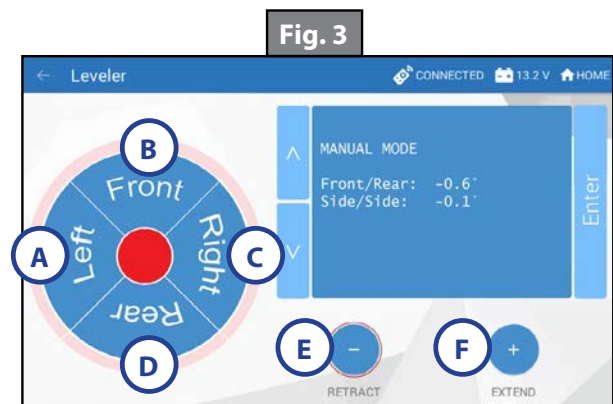 Fig. 3
← Leveler CONNECTED 13.2 V HOME
B
Front
A Left Right C
Rear
D
MANUAL MODE
Front/Rear: -0.6°
Side/Side: -0.1°
Enter
E − F +
RETRACT EXTEND